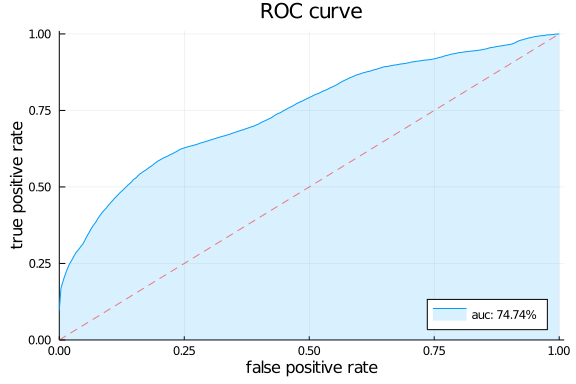 ROC curve
1.00
0.75
0.50
0.25
0.00
true positive rate
0.00 0.25 0.50 0.75 1.00
false positive rate
auc: 74.74%